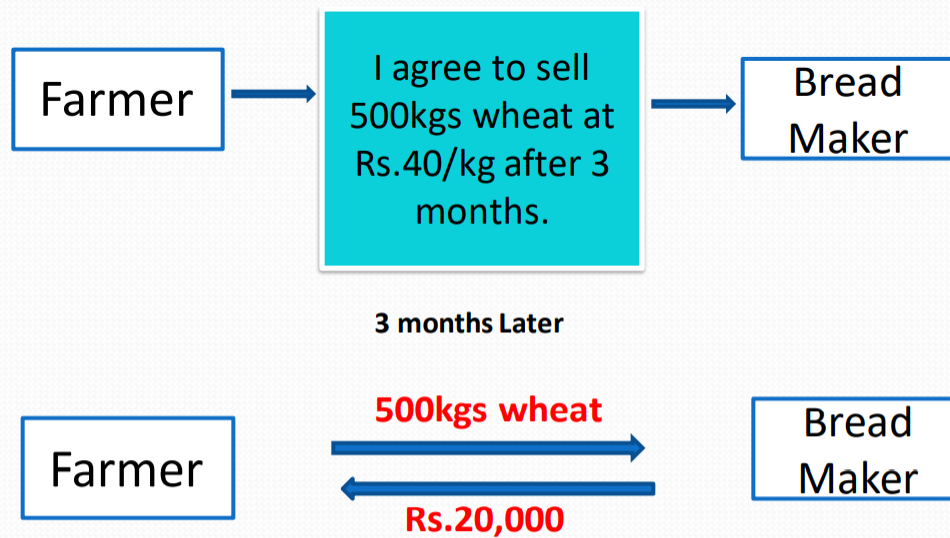 Farmer
I agree to sell
500kgs wheat at
Rs.40/kg after 3
months.
Bread
Maker
3 months Later
Farmer
500kgs wheat
Rs.20,000
Bread
Maker